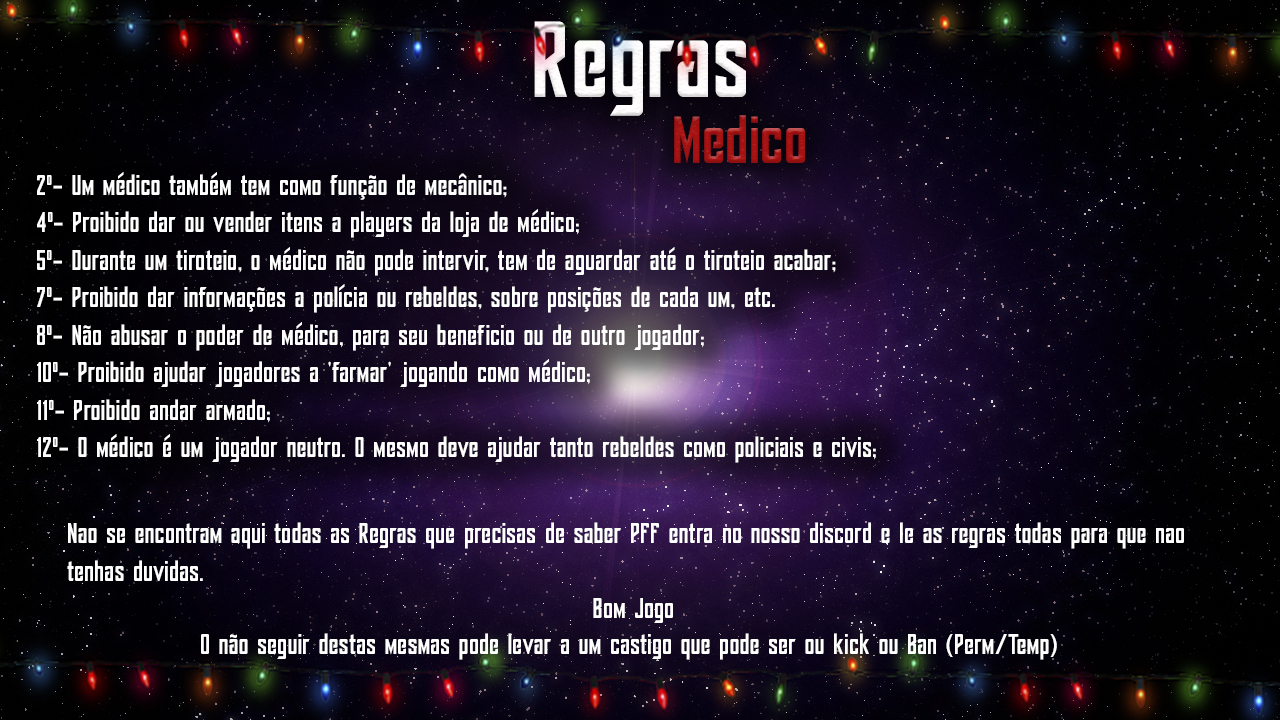 Regras
Medico
2º- Um médico também tem como função de mecânico;
4º- Proibido dar ou vender itens a players da loja de médico;
5º- Durante um tiroteio, o médico não pode intervir, tem de aguardar até o tiroteio acabar;
7º- Proibido dar informações a polícia ou rebeldes, sobre posições de cada um, etc.
8º- Não abusar o poder de médico, para seu beneficio ou de outro jogador;
10º- Proibido ajudar jogadores a 'farmar' jogando como médico;
11º- Proibido andar armado;
12º- O médico é um jogador neutro. O mesmo deve ajudar tanto rebeldes como policiais e civis;
Nao se encontram aqui todas as Regras que precisas de saber PFF entra no nosso discord e le as regras todas para que nao
tenhas duvidas.
Bom Jogo
O não seguir destas mesmas pode levar a um castigo que pode ser ou kick ou Ban (Perm/Temp)